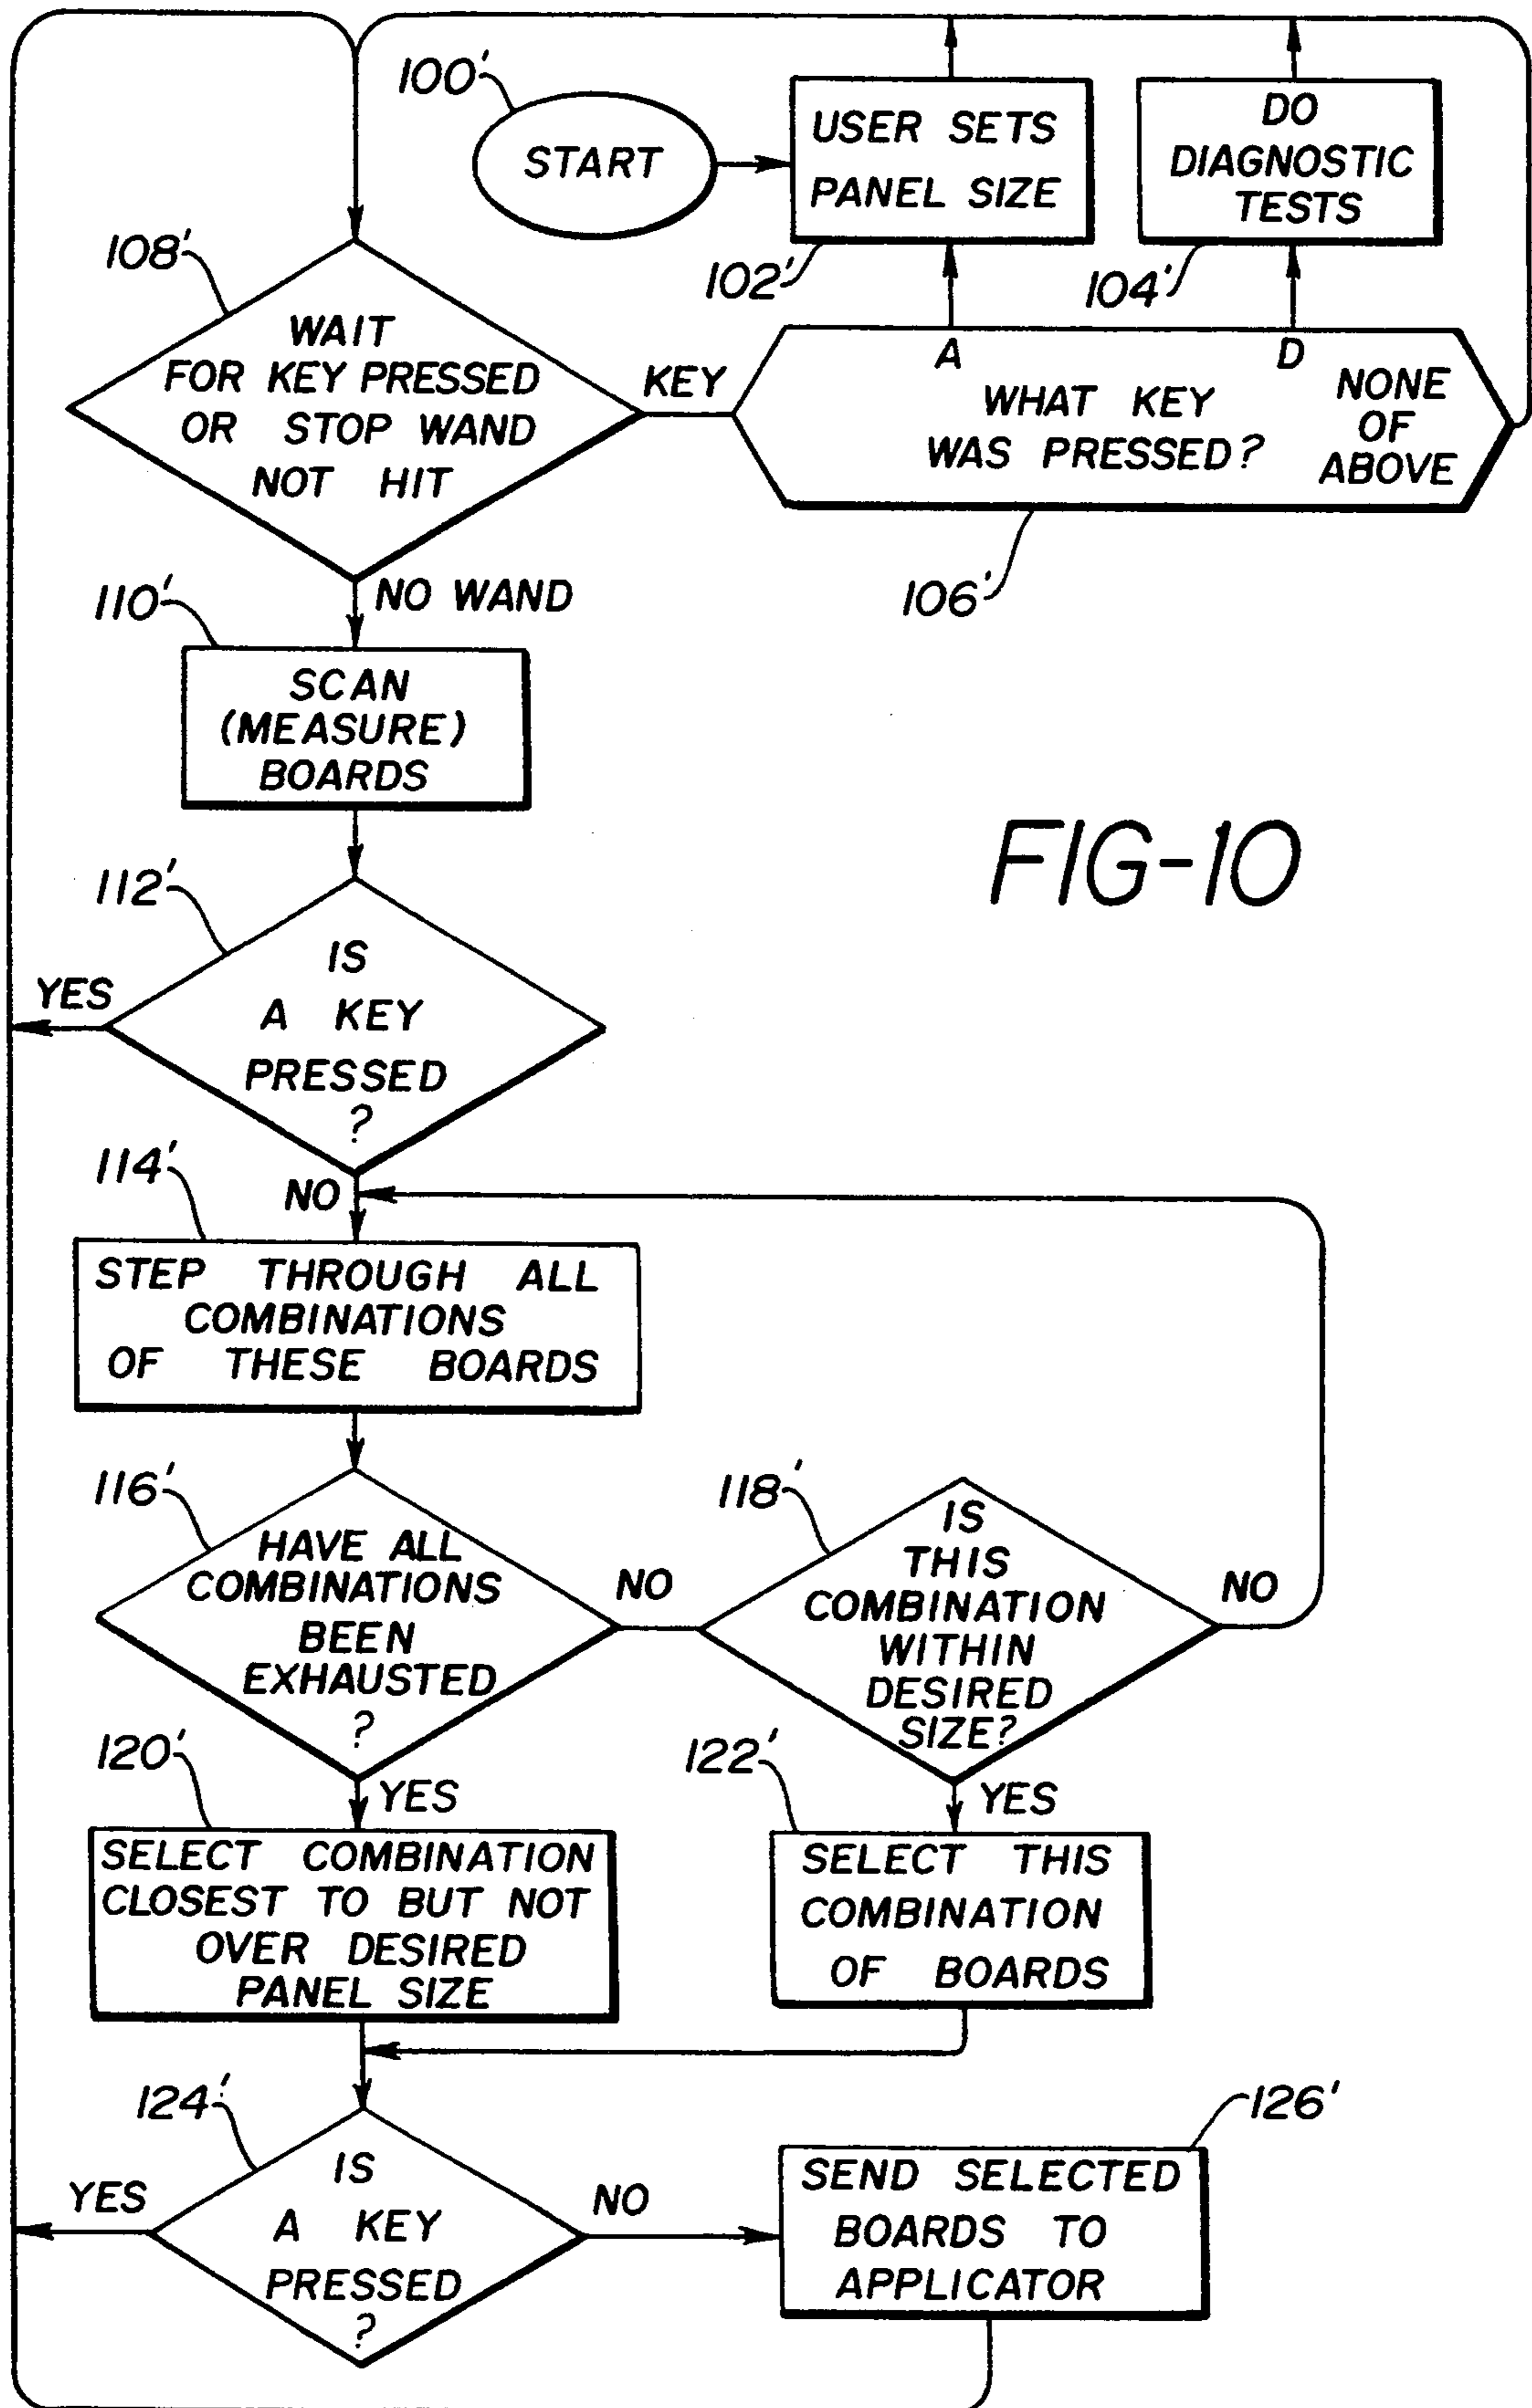 100'
START
USER SETS
PANEL SIZE
102'
DO
DIAGNOSTIC
TESTS
104'
108'
WAIT
FOR KEY PRESSED
OR STOP WAND
NOT HIT
KEY
A
D
WHAT KEY
WAS PRESSED?
NONE
OF
ABOVE
106'
NO WAND
110'
SCAN
(MEASURE)
BOARDS
FIG-10
112'
IS
A KEY
PRESSED
?
YES
NO
114'
STEP THROUGH ALL
COMBINATIONS
OF THESE BOARDS
116'
HAVE ALL
COMBINATIONS
BEEN
EXHAUSTED
?
NO
118'
IS
THIS
COMBINATION
WITHIN
DESIRED
SIZE?
NO
120'
YES
SELECT COMBINATION
CLOSEST TO BUT NOT
OVER DESIRED
PANEL SIZE
122'
YES
SELECT THIS
COMBINATION
OF BOARDS
124'
IS
A KEY
PRESSED
?
YES
NO
126'
SEND SELECTED
BOARDS TO
APPLICATOR